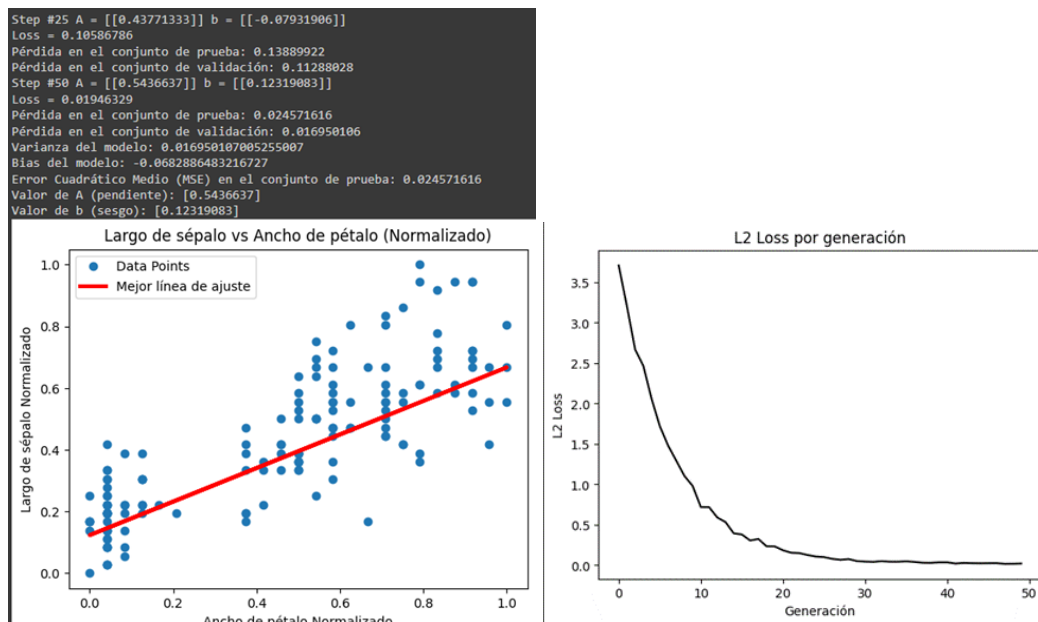 Step #25 A = [[0.43771333]] b = [[-0.07931906]]
Loss = 0.10586786
Pérdida en el conjunto de prueba: 0.13889922
Pérdida en el conjunto de validación: 0.11288028
Step #50 A = [[0.5436637]] b = [[0.12319083]]
Loss = 0.01946329
Pérdida en el conjunto de prueba: 0.024571616
Pérdida en el conjunto de validación: 0.016950106
Varianza del modelo: 0.016950107005255007
Bias del modelo: -0.0682886483216727
Error Cuadrático Medio (MSE) en el conjunto de prueba: 0.024571616
Valor de A (pendiente): [0.5436637]
Valor de b (sesgo): [0.12319083]
Largo de sépalo vs Ancho de pétalo (Normalizado)
Data Points
Mejor línea de ajuste
Largo de sépalo Normalizado
1.0
0.8
0.6
0.4
0.2
0.0
0.0 0.2 0.4 0.6 0.8 1.0
Ancho de pétalo Normalizado
L2 Loss por generación
L2 Loss
3.5
3.0
2.5
2.0
1.5
1.0
0.5
0.0
0 10 20 30 40 50
Generación